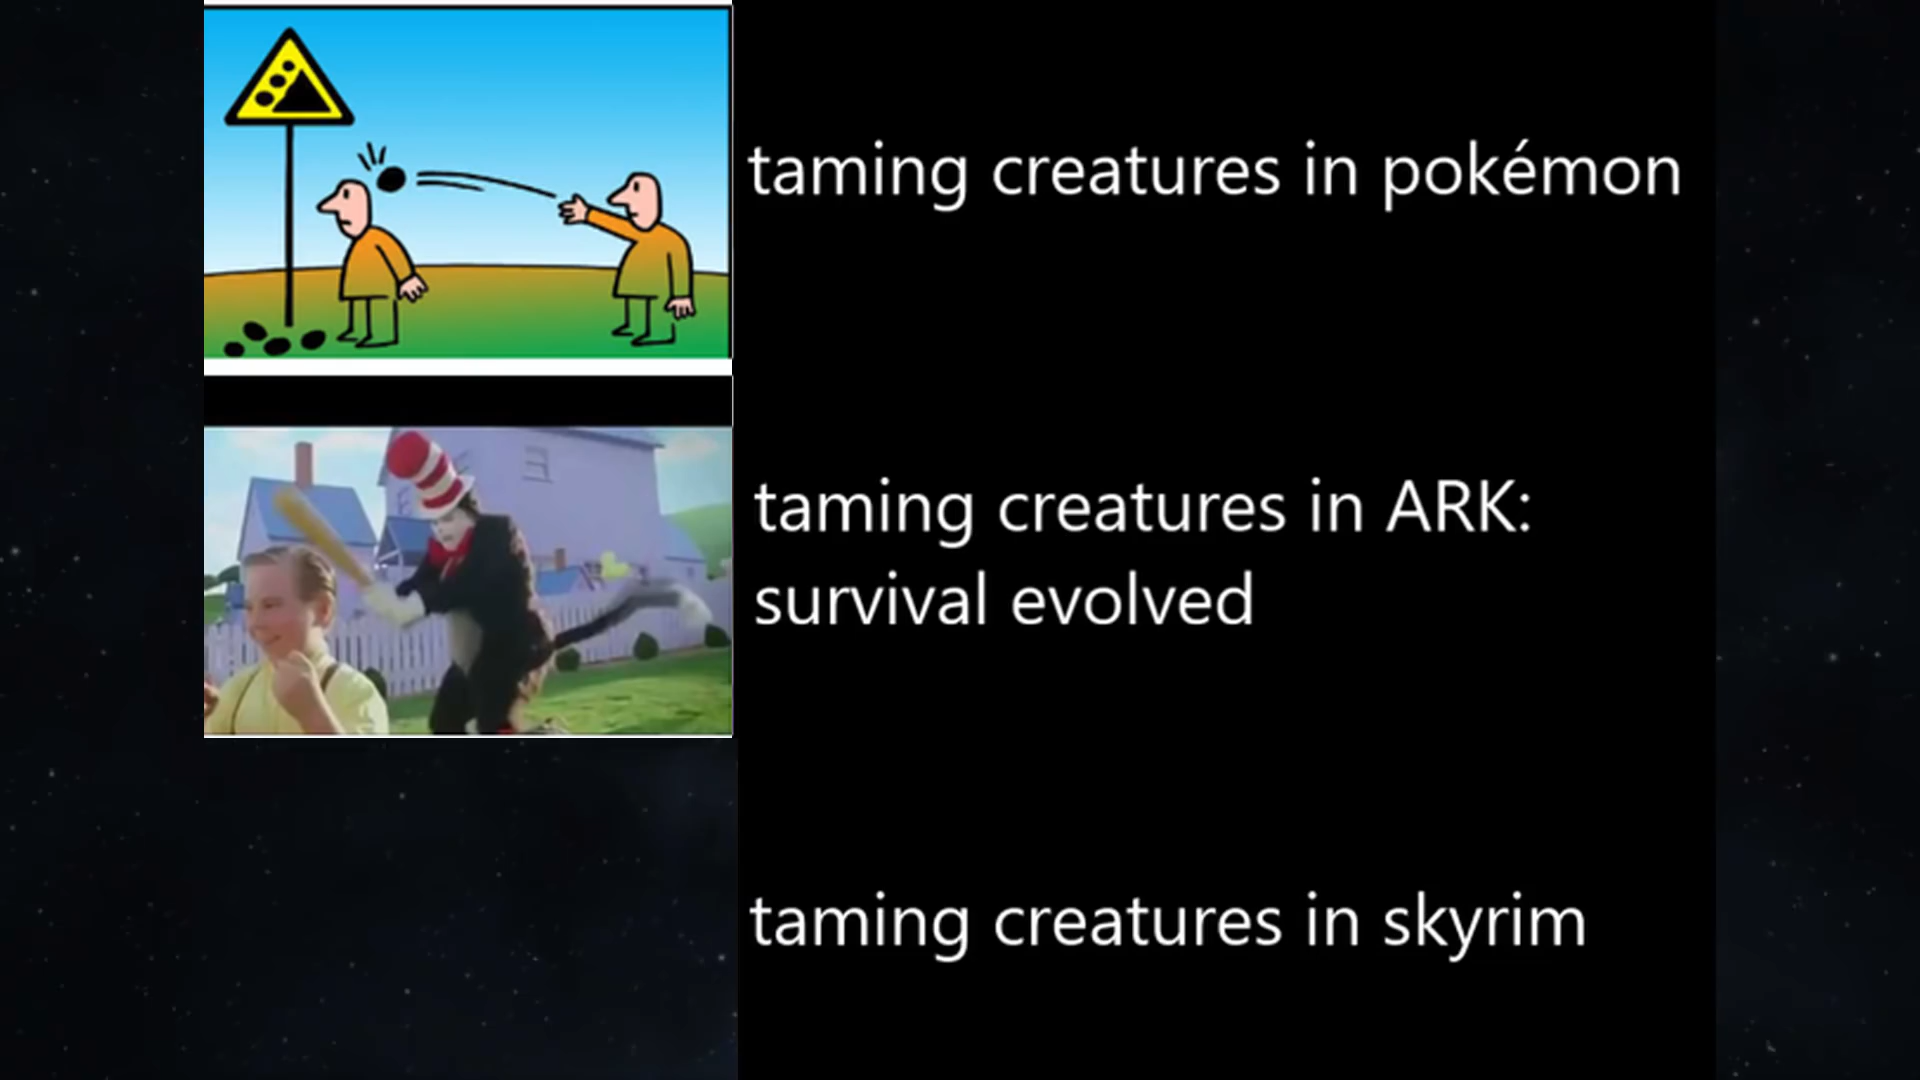 taming creatures in pokémon
taming creatures in ARK:
survival evolved
taming creatures in skyrim